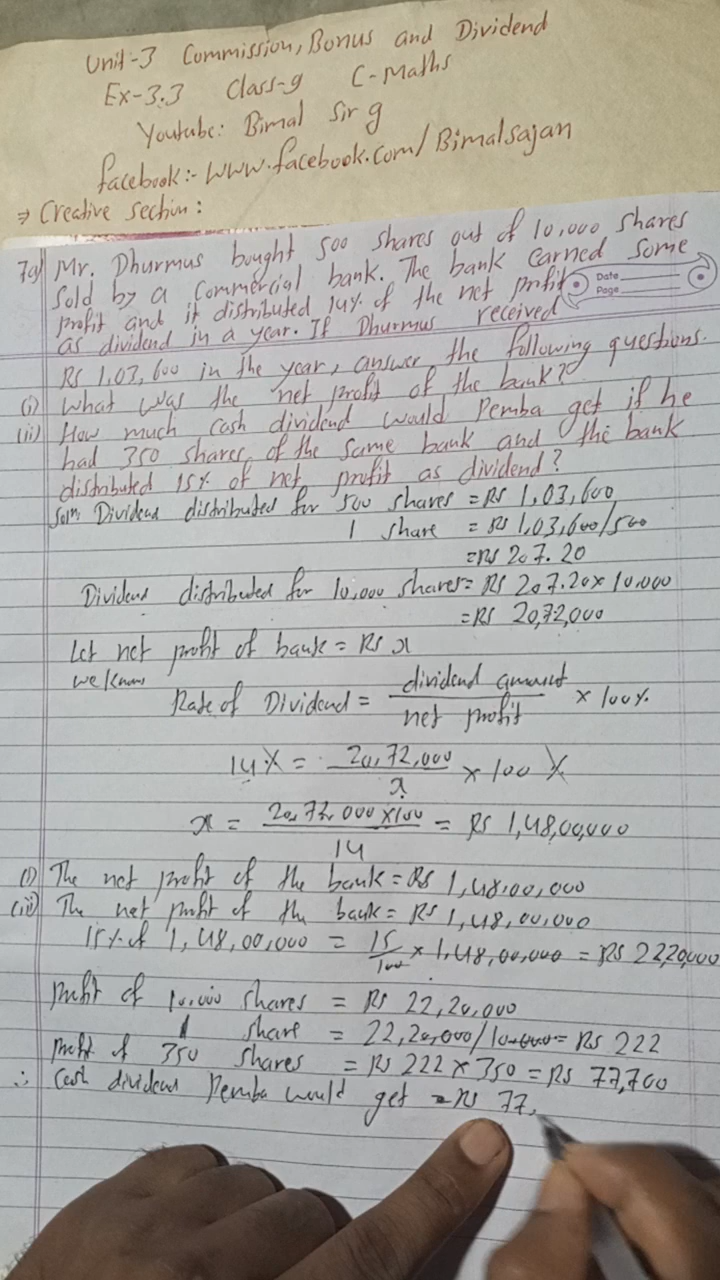 Unit-3 Commission, Bonus and Dividend
Ex-3.3 Class-9 C-Maths
Youtube: Bimal Sir g
facebook:- www.facebook.com/Bimalsajan
⇒ Creative section:
7a) Mr. Dhurmus bought 500 shares out of 10,000 shares
sold by a commercial bank. The bank earned some
profit and it distributed 14% of the net profit
Date
Page
as dividend in a year. If Dhurmus received
RS 1,03,600 in the year, answer the following questions.
(i) What was the net profit of the bank?
(ii) How much cash dividend would Pemba get if he
had 350 shares of the same bank and the bank
distributed 15% of net profit as dividend?
Soln Dividend distributed for 500 shares = RS 1,03,600
1 share = RS 1,03,600/500
= RS 207.20
Dividend distributed for 10,000 shares = RS 207.20 × 10,000
= RS 20,72,000
Let net profit of bank = RS x
we know
Rate of Dividend = dividend amount / net profit × 100%
14% = 20,72,000 / x × 100 %
x = 20,72,000 × 100 / 14 = RS 1,48,00,000
(i) The net profit of the bank = RS 1,48,00,000
(ii) The net profit of the bank = RS 1,48,00,000
15% of 1,48,00,000 = 15/100 × 1,48,00,000 = RS 22,20,000
Profit of 10,000 shares = RS 22,20,000
1 share = 22,20,000/10,000 = RS 222
profit of 350 shares = RS 222 × 350 = RS 77,700
∴ Cash dividend Pemba would get = RS 77,